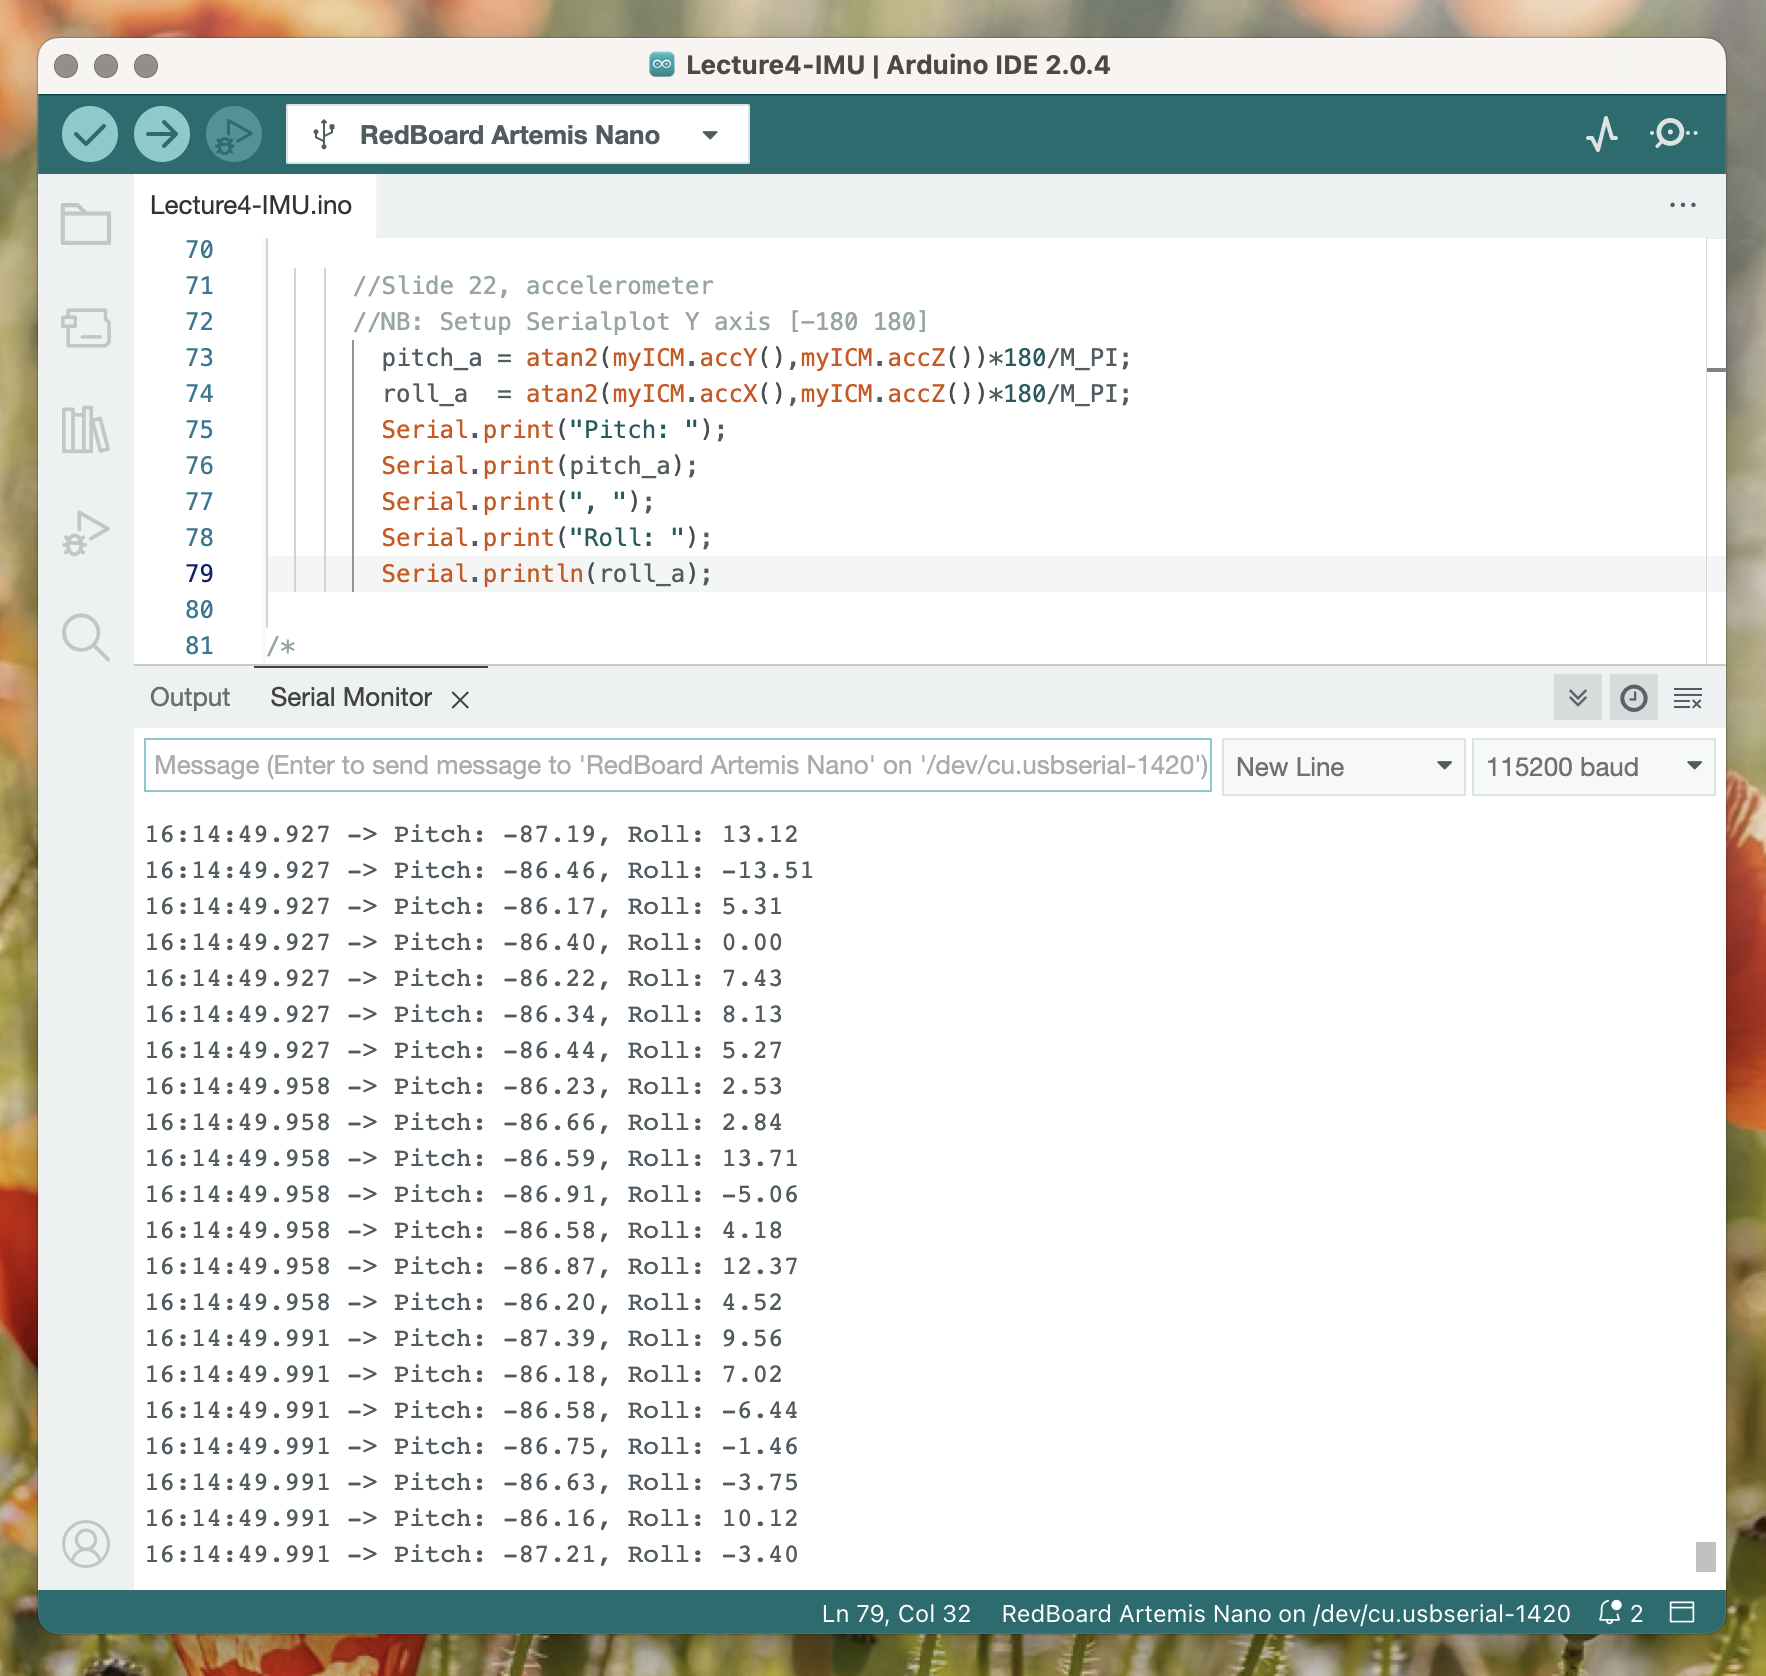 Lecture4-IMU | Arduino IDE 2.0.4
RedBoard Artemis Nano
Lecture4-IMU.ino
70
71 //Slide 22, accelerometer
72 //NB: Setup Serialplot Y axis [-180 180]
73 pitch_a = atan2(myICM.accY(),myICM.accZ())*180/M_PI;
74 roll_a  = atan2(myICM.accX(),myICM.accZ())*180/M_PI;
75 Serial.print("Pitch: ");
76 Serial.print(pitch_a);
77 Serial.print(", ");
78 Serial.print("Roll: ");
79 Serial.println(roll_a);
80
81 /*
Output Serial Monitor
Message (Enter to send message to 'RedBoard Artemis Nano' on '/dev/cu.usbserial-1420') New Line 115200 baud
16:14:49.927 -> Pitch: -87.19, Roll: 13.12
16:14:49.927 -> Pitch: -86.46, Roll: -13.51
16:14:49.927 -> Pitch: -86.17, Roll: 5.31
16:14:49.927 -> Pitch: -86.40, Roll: 0.00
16:14:49.927 -> Pitch: -86.22, Roll: 7.43
16:14:49.927 -> Pitch: -86.34, Roll: 8.13
16:14:49.927 -> Pitch: -86.44, Roll: 5.27
16:14:49.958 -> Pitch: -86.23, Roll: 2.53
16:14:49.958 -> Pitch: -86.66, Roll: 2.84
16:14:49.958 -> Pitch: -86.59, Roll: 13.71
16:14:49.958 -> Pitch: -86.91, Roll: -5.06
16:14:49.958 -> Pitch: -86.58, Roll: 4.18
16:14:49.958 -> Pitch: -86.87, Roll: 12.37
16:14:49.958 -> Pitch: -86.20, Roll: 4.52
16:14:49.991 -> Pitch: -87.39, Roll: 9.56
16:14:49.991 -> Pitch: -86.18, Roll: 7.02
16:14:49.991 -> Pitch: -86.58, Roll: -6.44
16:14:49.991 -> Pitch: -86.75, Roll: -1.46
16:14:49.991 -> Pitch: -86.63, Roll: -3.75
16:14:49.991 -> Pitch: -86.16, Roll: 10.12
16:14:49.991 -> Pitch: -87.21, Roll: -3.40
Ln 79, Col 32 RedBoard Artemis Nano on /dev/cu.usbserial-1420 2